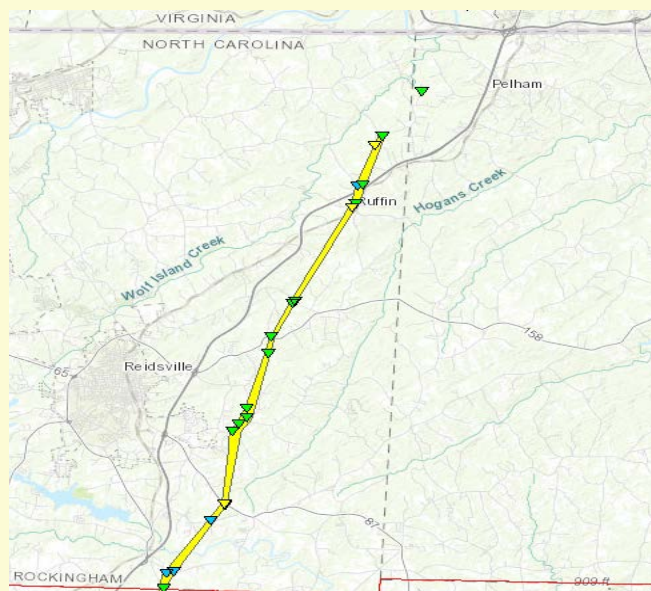 VIRGINIA
NORTH CAROLINA
Pelham
Ruffin
Hogans Creek
Wolf Island Creek
158
Reidsville
65
87
ROCKINGHAM
909 ft